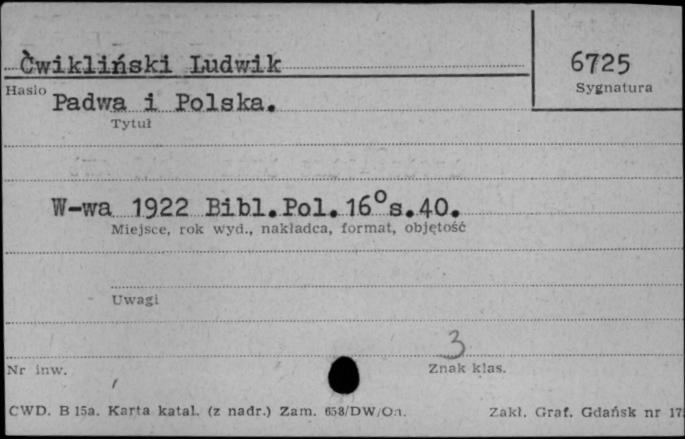 Ćwikliński Ludwik
6725
Hasło
Sygnatura
Padwa i Polska.
Tytuł
W-wa 1922 Bibl.Pol.16°s.40.
Miejsce, rok wyd., nakładca, format, objętość
Uwagi
3
Nr inw.
Znak klas.
CWD. B 15a. Karta katal. (z nadr.) Zam. 658/DW/Oń.
Zakł. Graf. Gdańsk nr 17